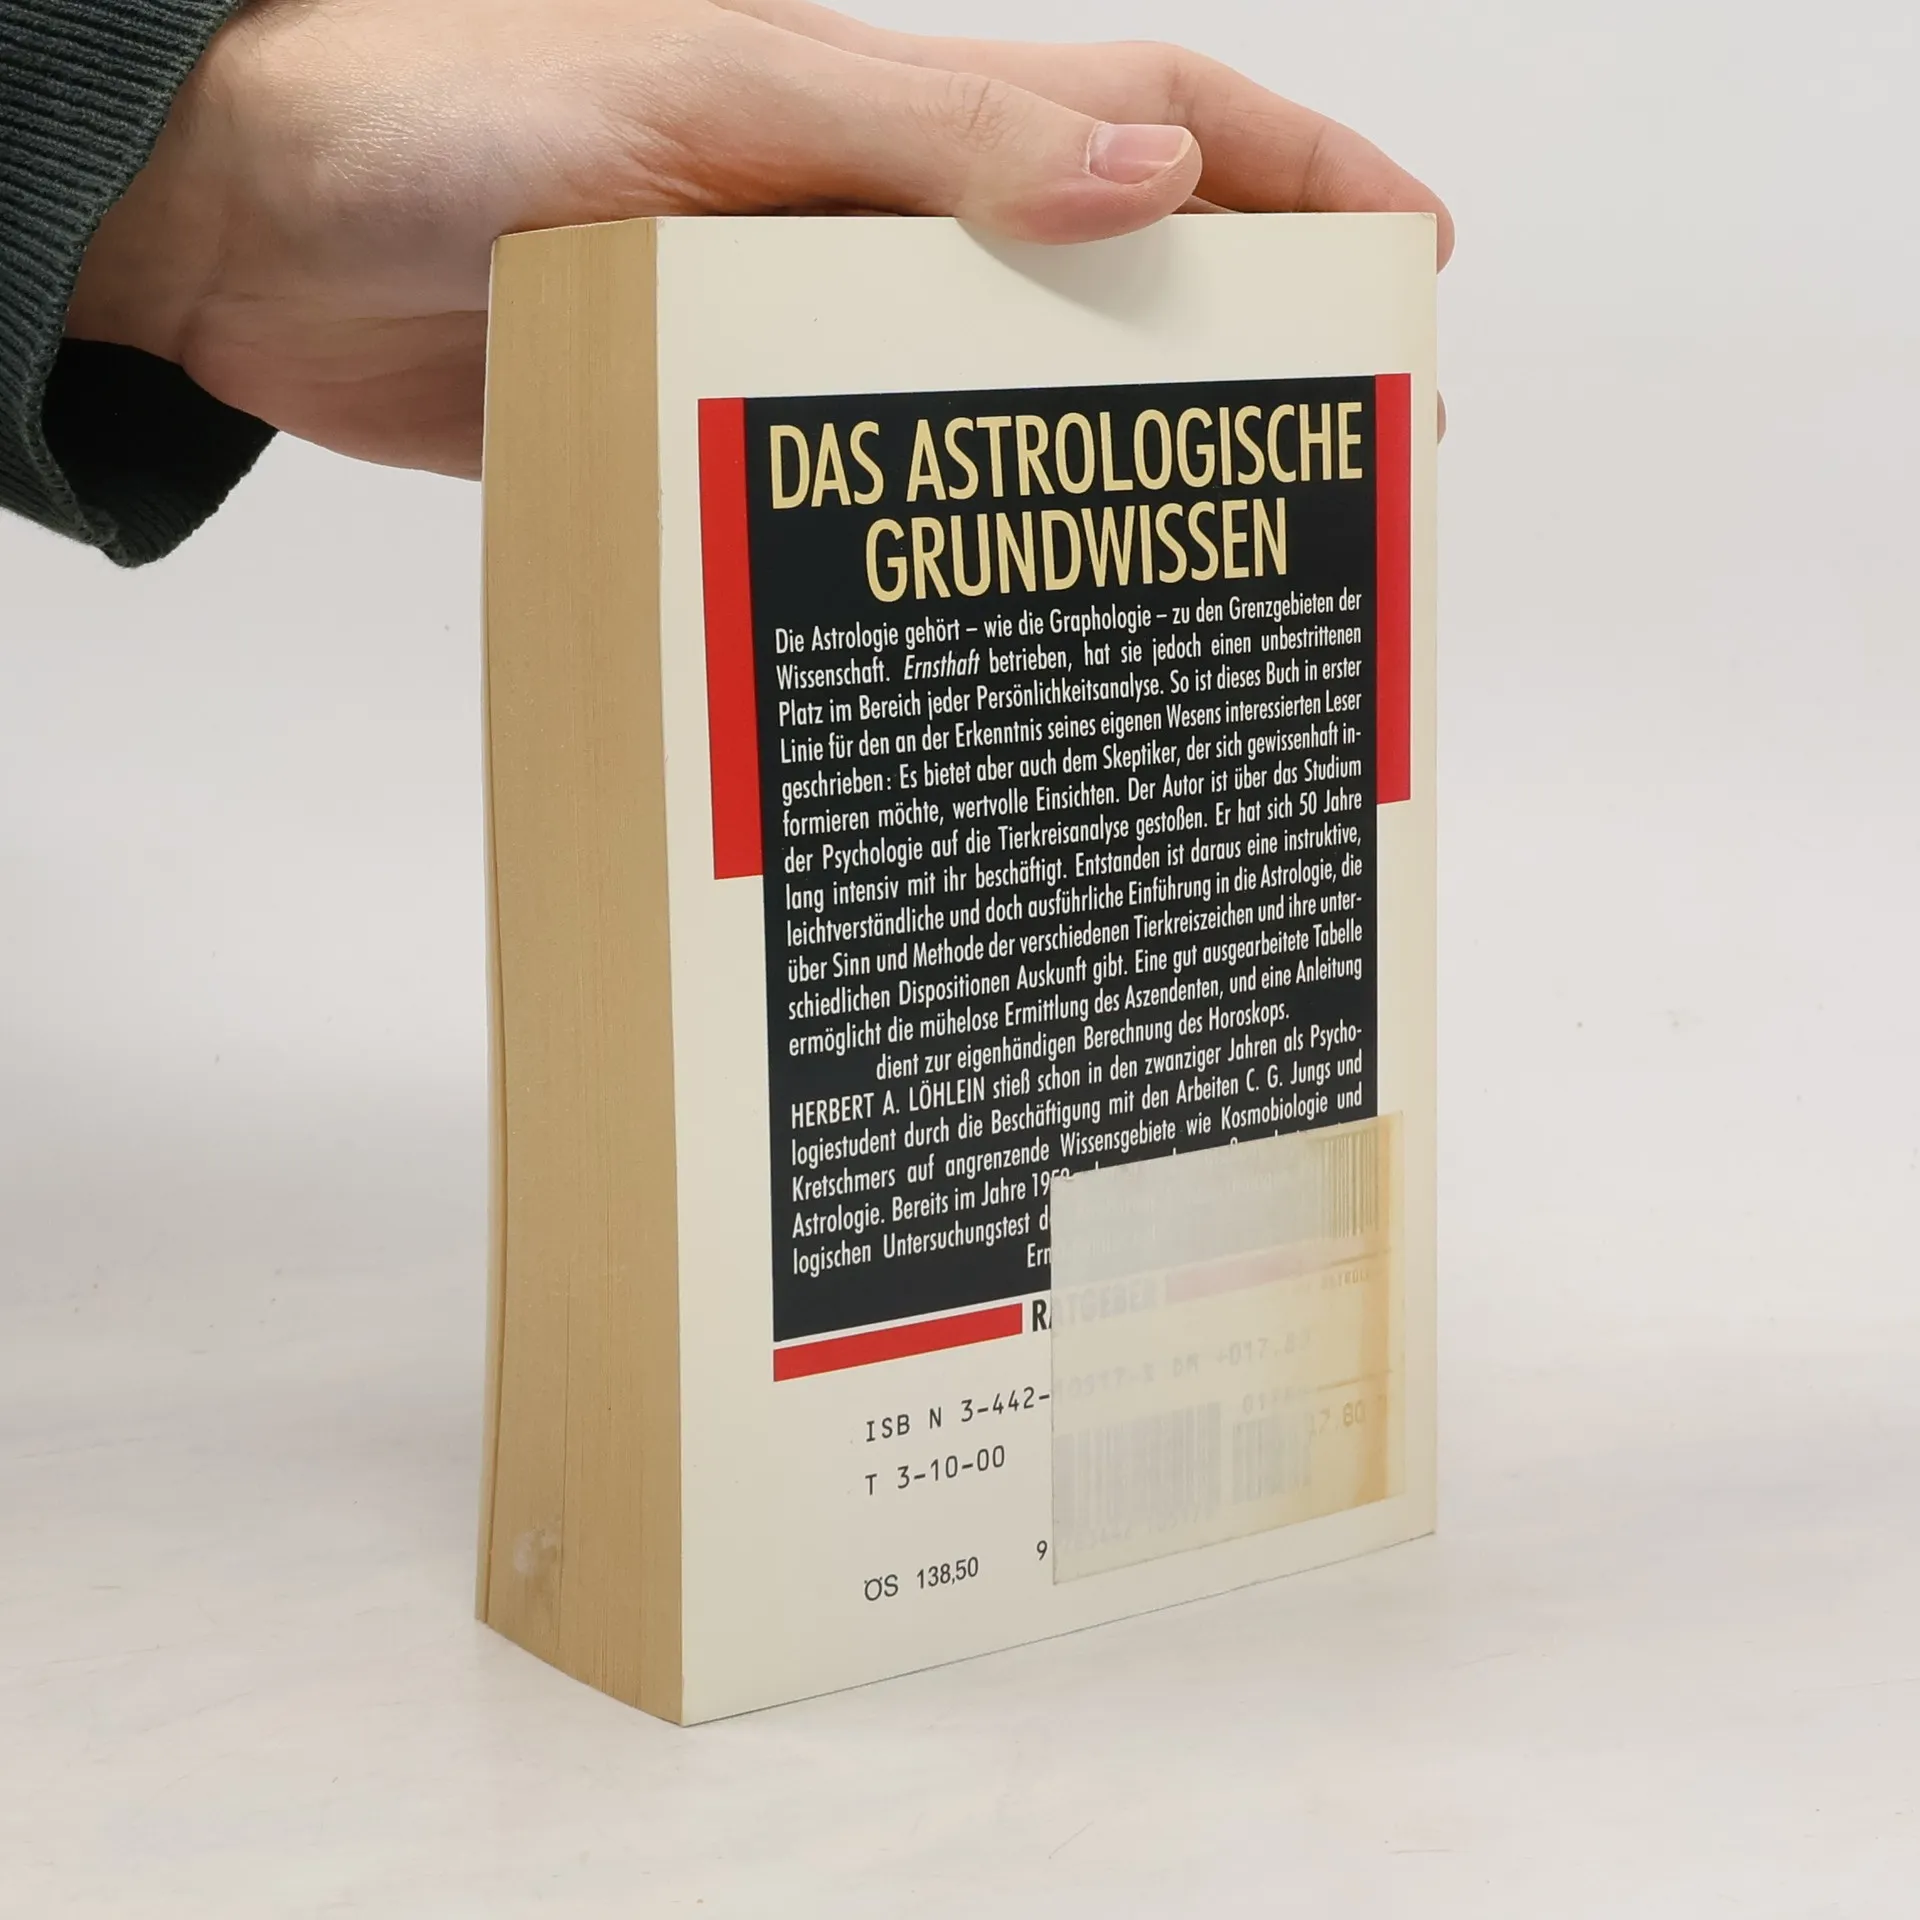 DAS ASTROLOGISCHE
GRUNDWISSEN
Die Astrologie gehört – wie die Graphologie – zu den Grenzgebieten der
Wissenschaft. Ernsthaft betrieben, hat sie jedoch einen unbestrittenen
Platz im Bereich jeder Persönlichkeitsanalyse. So ist dieses Buch in erster
Linie für den an der Erkenntnis seines eigenen Wesens interessierten Leser
geschrieben: Es bietet aber auch dem Skeptiker, der sich gewissenhaft in-
formieren möchte, wertvolle Einsichten. Der Autor ist über das Studium
der Psychologie auf die Tierkreisanalyse gestoßen. Er hat sich 50 Jahre
lang intensiv mit ihr beschäftigt. Entstanden ist daraus eine instruktive,
leichtverständliche und doch ausführliche Einführung in die Astrologie, die
über Sinn und Methode der verschiedenen Tierkreiszeichen und ihre unter-
schiedlichen Dispositionen Auskunft gibt. Eine gut ausgearbeitete Tabelle
ermöglicht die mühelose Ermittlung des Aszendenten, und eine Anleitung
dient zur eigenhändigen Berechnung des Horoskops.
HERBERT A. LÖHLEIN stieß schon in den zwanziger Jahren als Psycho-
logiestudent durch die Beschäftigung mit den Arbeiten C. G. Jungs und
Kretschmers auf angrenzende Wissensgebiete wie Kosmobiologie und
Astrologie. Bereits im Jahre
logischen Untersuchungstest
RATGEBER
ISBN 3-442-
T 3-10-00
17.80
ÖS 138,50
9